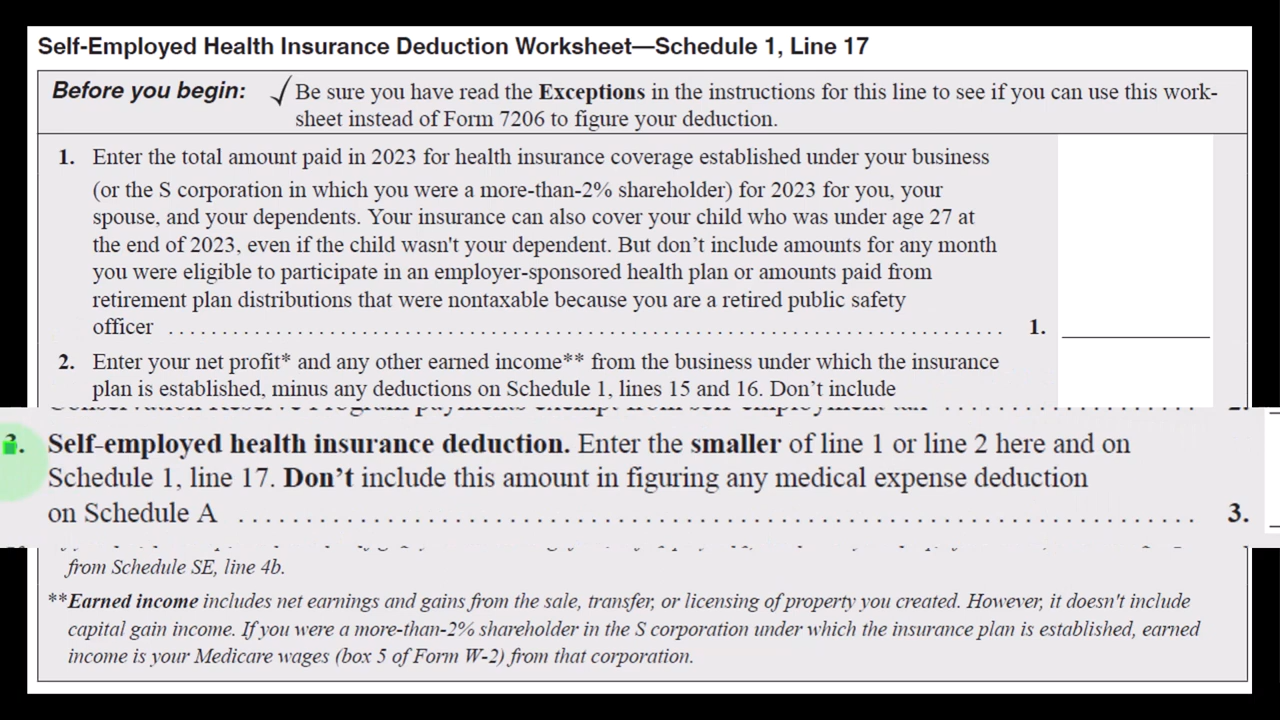 Self-Employed Health Insurance Deduction Worksheet—Schedule 1, Line 17
Before you begin: √ Be sure you have read the Exceptions in the instructions for this line to see if you can use this work-
sheet instead of Form 7206 to figure your deduction.
1. Enter the total amount paid in 2023 for health insurance coverage established under your business
(or the S corporation in which you were a more-than-2% shareholder) for 2023 for you, your
spouse, and your dependents. Your insurance can also cover your child who was under age 27 at
the end of 2023, even if the child wasn't your dependent. But don’t include amounts for any month
you were eligible to participate in an employer-sponsored health plan or amounts paid from
retirement plan distributions that were nontaxable because you are a retired public safety
officer . . . . . . . . . . . . . . . . . . . . . . . . . . . . . . . . . . . . . . . . 1.
2. Enter your net profit* and any other earned income** from the business under which the insurance
plan is established, minus any deductions on Schedule 1, lines 15 and 16. Don’t include
Conservation Reserve Program payments exempt from self-employment tax
3. Self-employed health insurance deduction. Enter the smaller of line 1 or line 2 here and on
Schedule 1, line 17. Don’t include this amount in figuring any medical expense deduction
on Schedule A . . . . . . . . . . . . . . . . . . . . . . . . . . . . . . . . . . . . . . . . 3.
from Schedule SE, line 4b.
**Earned income includes net earnings and gains from the sale, transfer, or licensing of property you created. However, it doesn't include
capital gain income. If you were a more-than-2% shareholder in the S corporation under which the insurance plan is established, earned
income is your Medicare wages (box 5 of Form W-2) from that corporation.